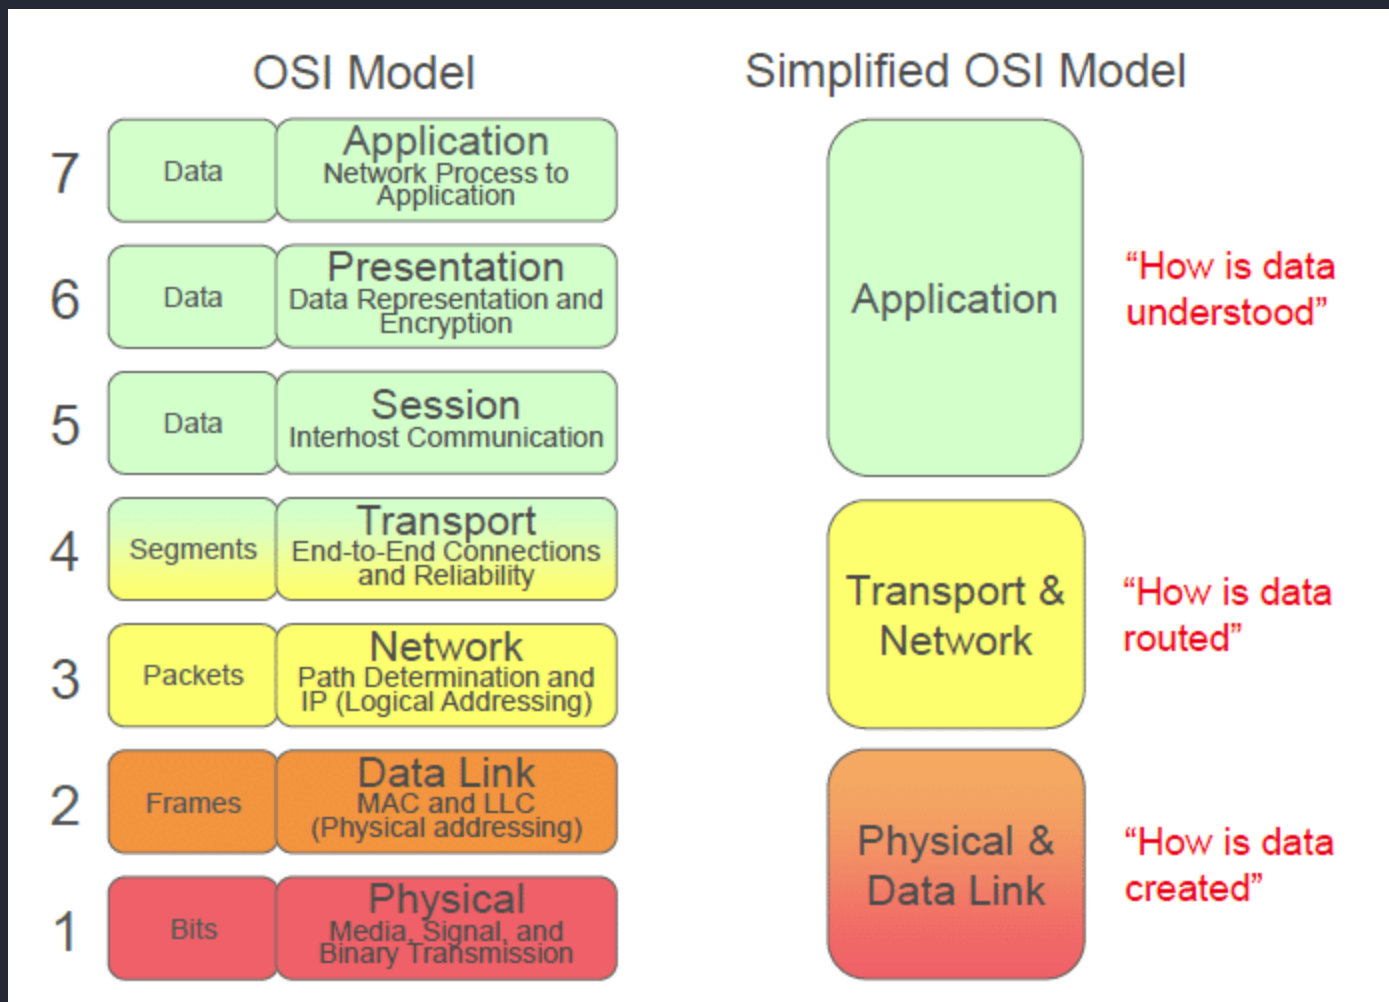 OSI Model
Simplified OSI Model
7
Data
Application
Network Process to
Application
6
Data
Presentation
Data Representation and
Encryption
5
Data
Session
Interhost Communication
4
Segments
Transport
End-to-End Connections
and Reliability
3
Packets
Network
Path Determination and
IP (Logical Addressing)
2
Frames
Data Link
MAC and LLC
(Physical addressing)
1
Bits
Physical
Media, Signal, and
Binary Transmission
Application
“How is data
understood”
Transport &
Network
“How is data
routed”
Physical &
Data Link
“How is data
created”